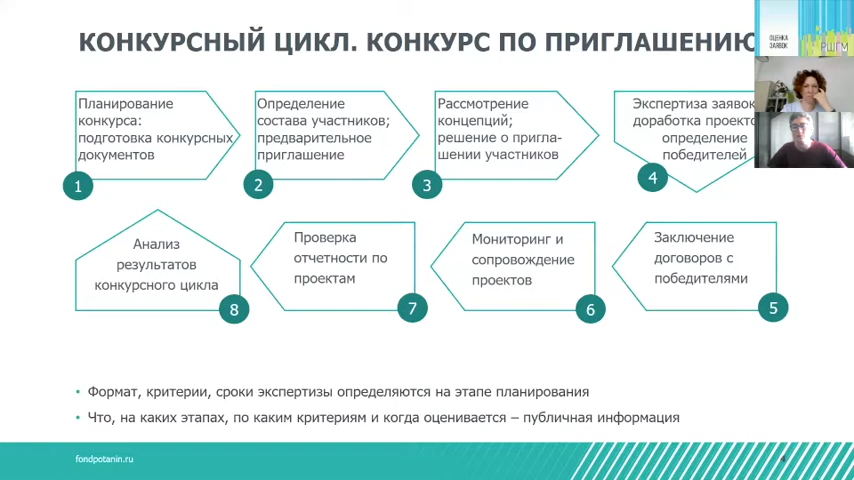 КОНКУРСНЫЙ ЦИКЛ. КОНКУРС ПО ПРИГЛАШЕНИЮ
ОЦЕНКА
ЗАЯВОК
РШГМ
Планирование
конкурса:
подготовка конкурсных
документов
1
Определение
состава участников;
предварительное
приглашение
2
Рассмотрение
концепций;
решение о пригла-
шении участников
3
Экспертиза заявок
доработка проекто
определение
победителей
4
Анализ
результатов
конкурсного цикла
8
Проверка
отчетности по
проектам
7
Мониторинг и
сопровождение
проектов
6
Заключение
договоров с
победителями
5
• Формат, критерии, сроки экспертизы определяются на этапе планирования
• Что, на каких этапах, по каким критериям и когда оценивается – публичная информация
fondpotanin.ru
4